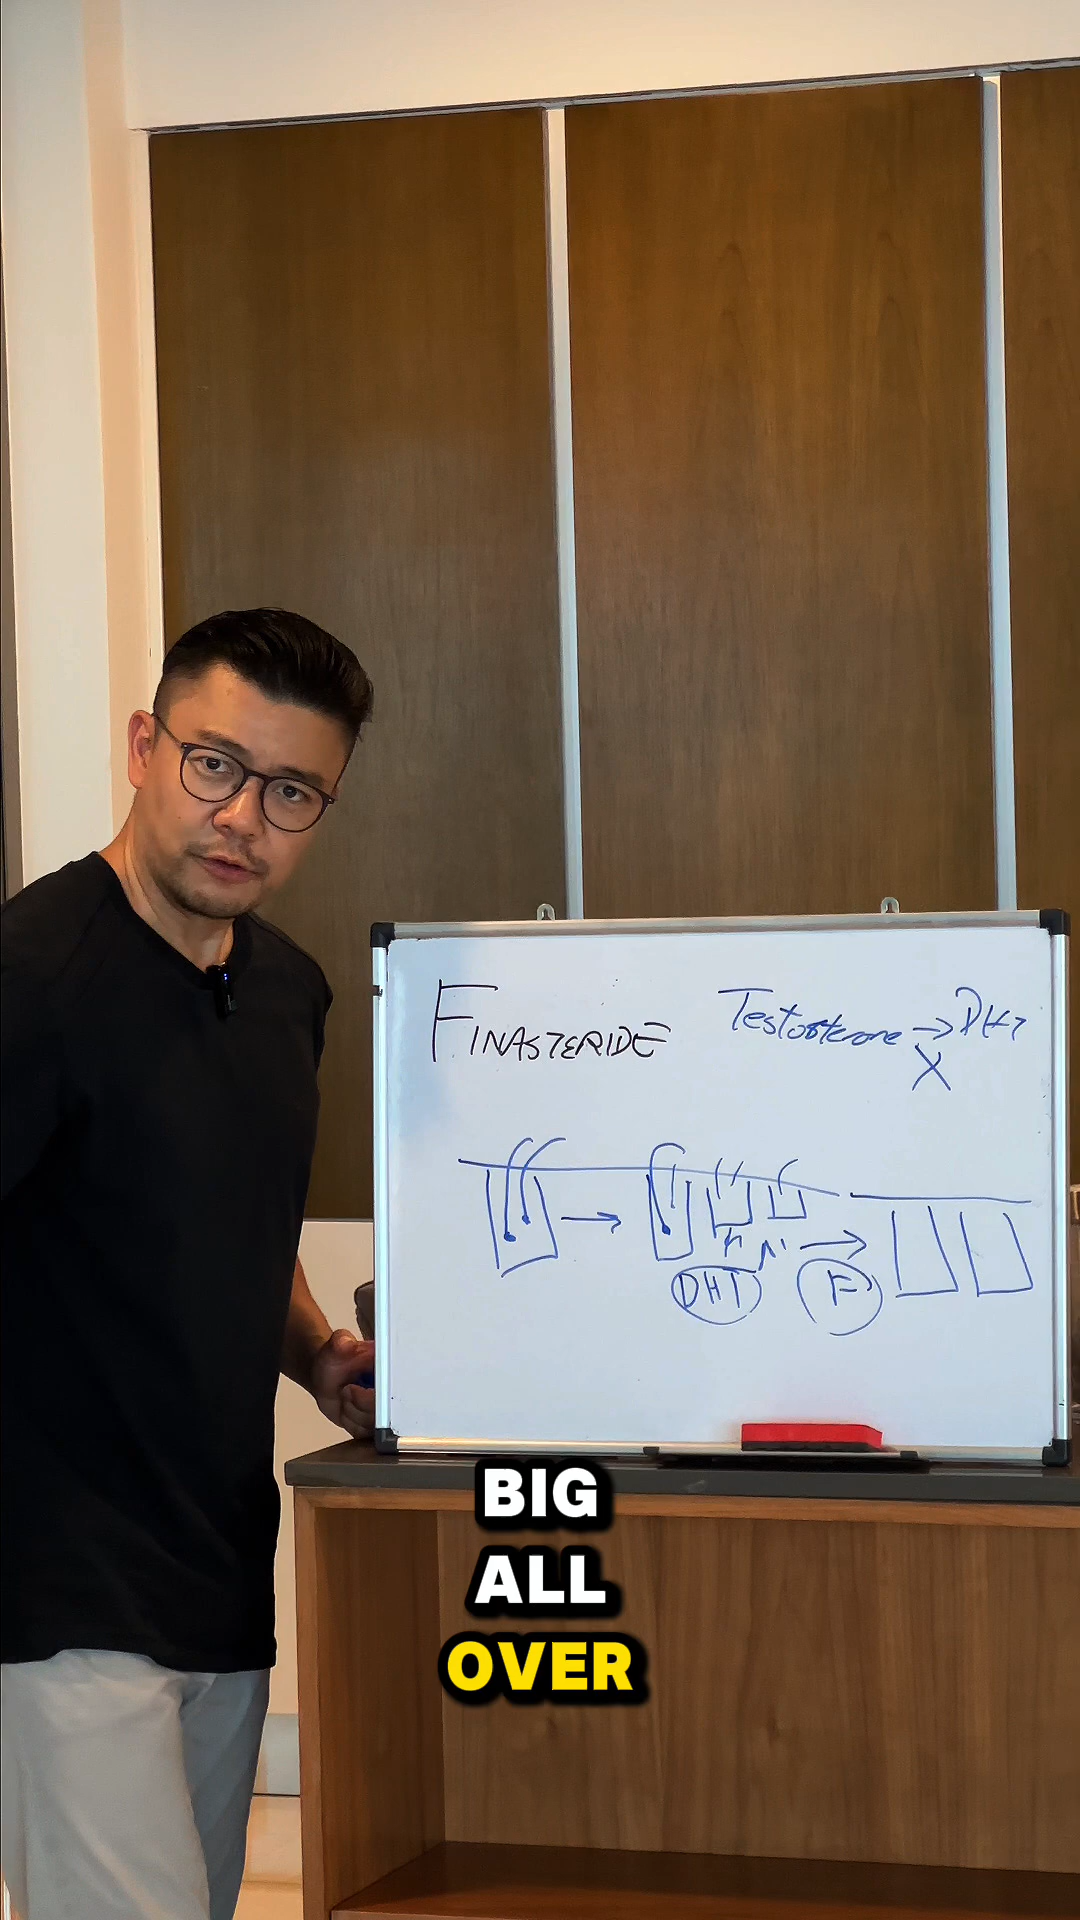 FINASTERIDE
Testosterone → DHT
X
DHT
F
BIG
ALL
OVER